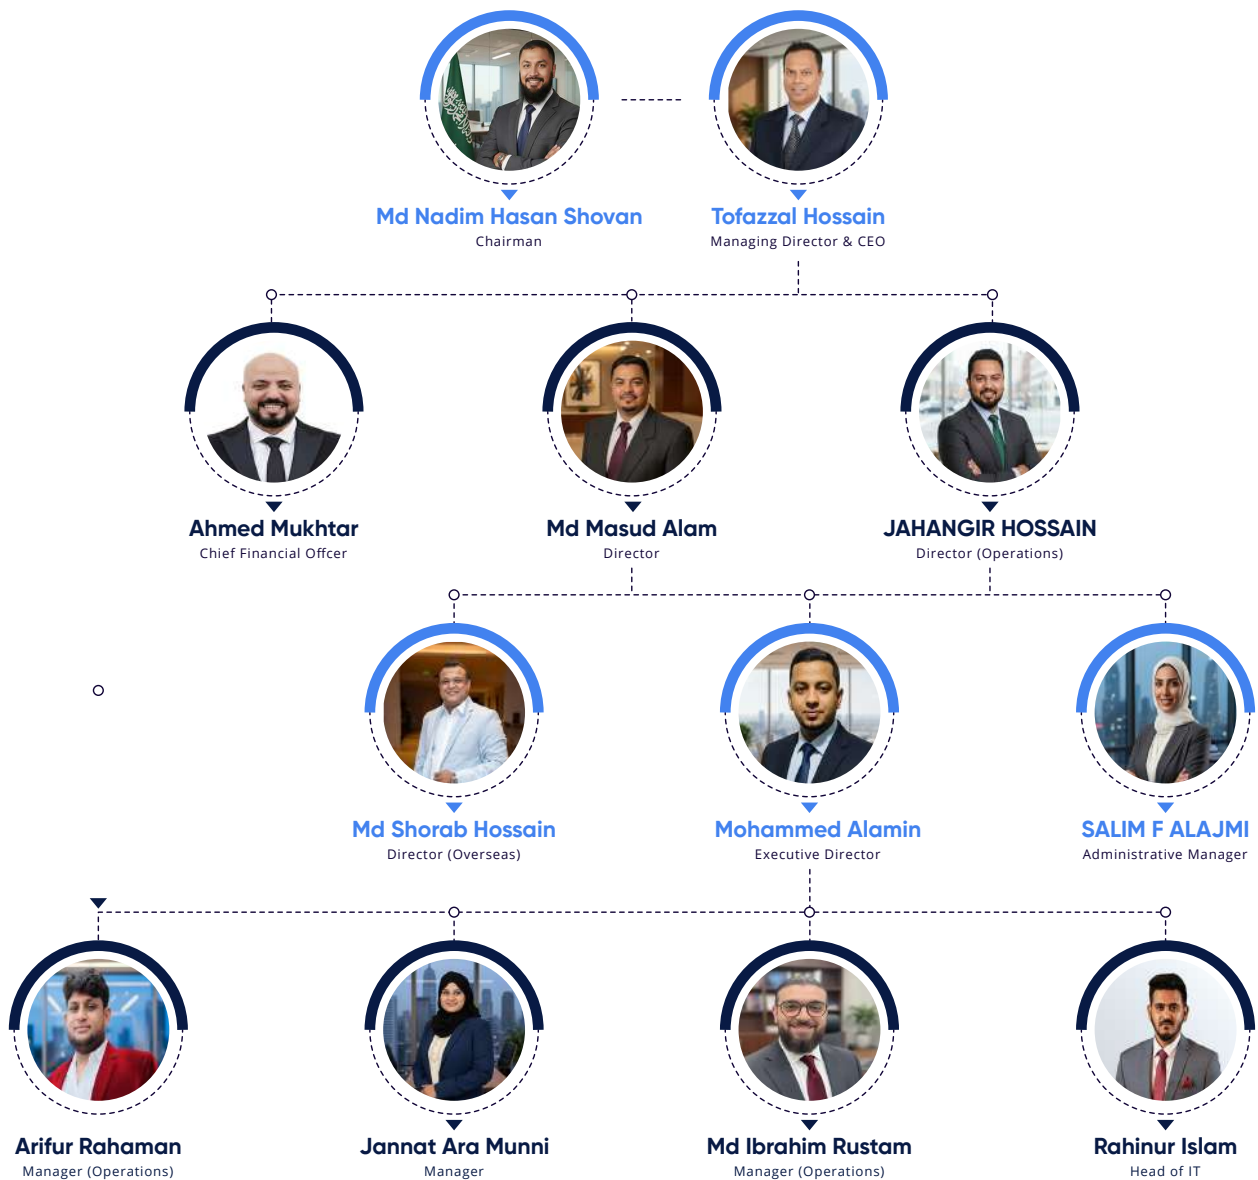 Md Nadim Hasan Shovan
Chairman
Tofazzal Hossain
Managing Director & CEO
Ahmed Mukhtar
Chief Financial Offcer
Md Masud Alam
Director
JAHANGIR HOSSAIN
Director (Operations)
Md Shorab Hossain
Director (Overseas)
Mohammed Alamin
Executive Director
SALIM F ALAJMI
Administrative Manager
Arifur Rahaman
Manager (Operations)
Jannat Ara Munni
Manager
Md Ibrahim Rustam
Manager (Operations)
Rahinur Islam
Head of IT